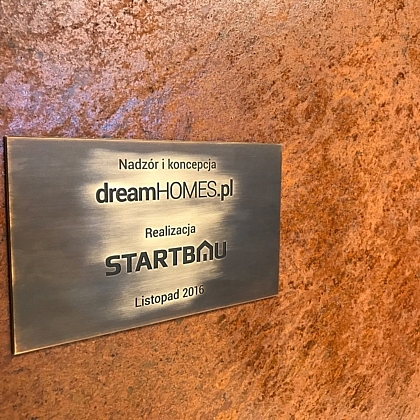 Nadzór i koncepcja
dreamHOMES.pl
Realizacja
STARTBAU
Listopad 2016